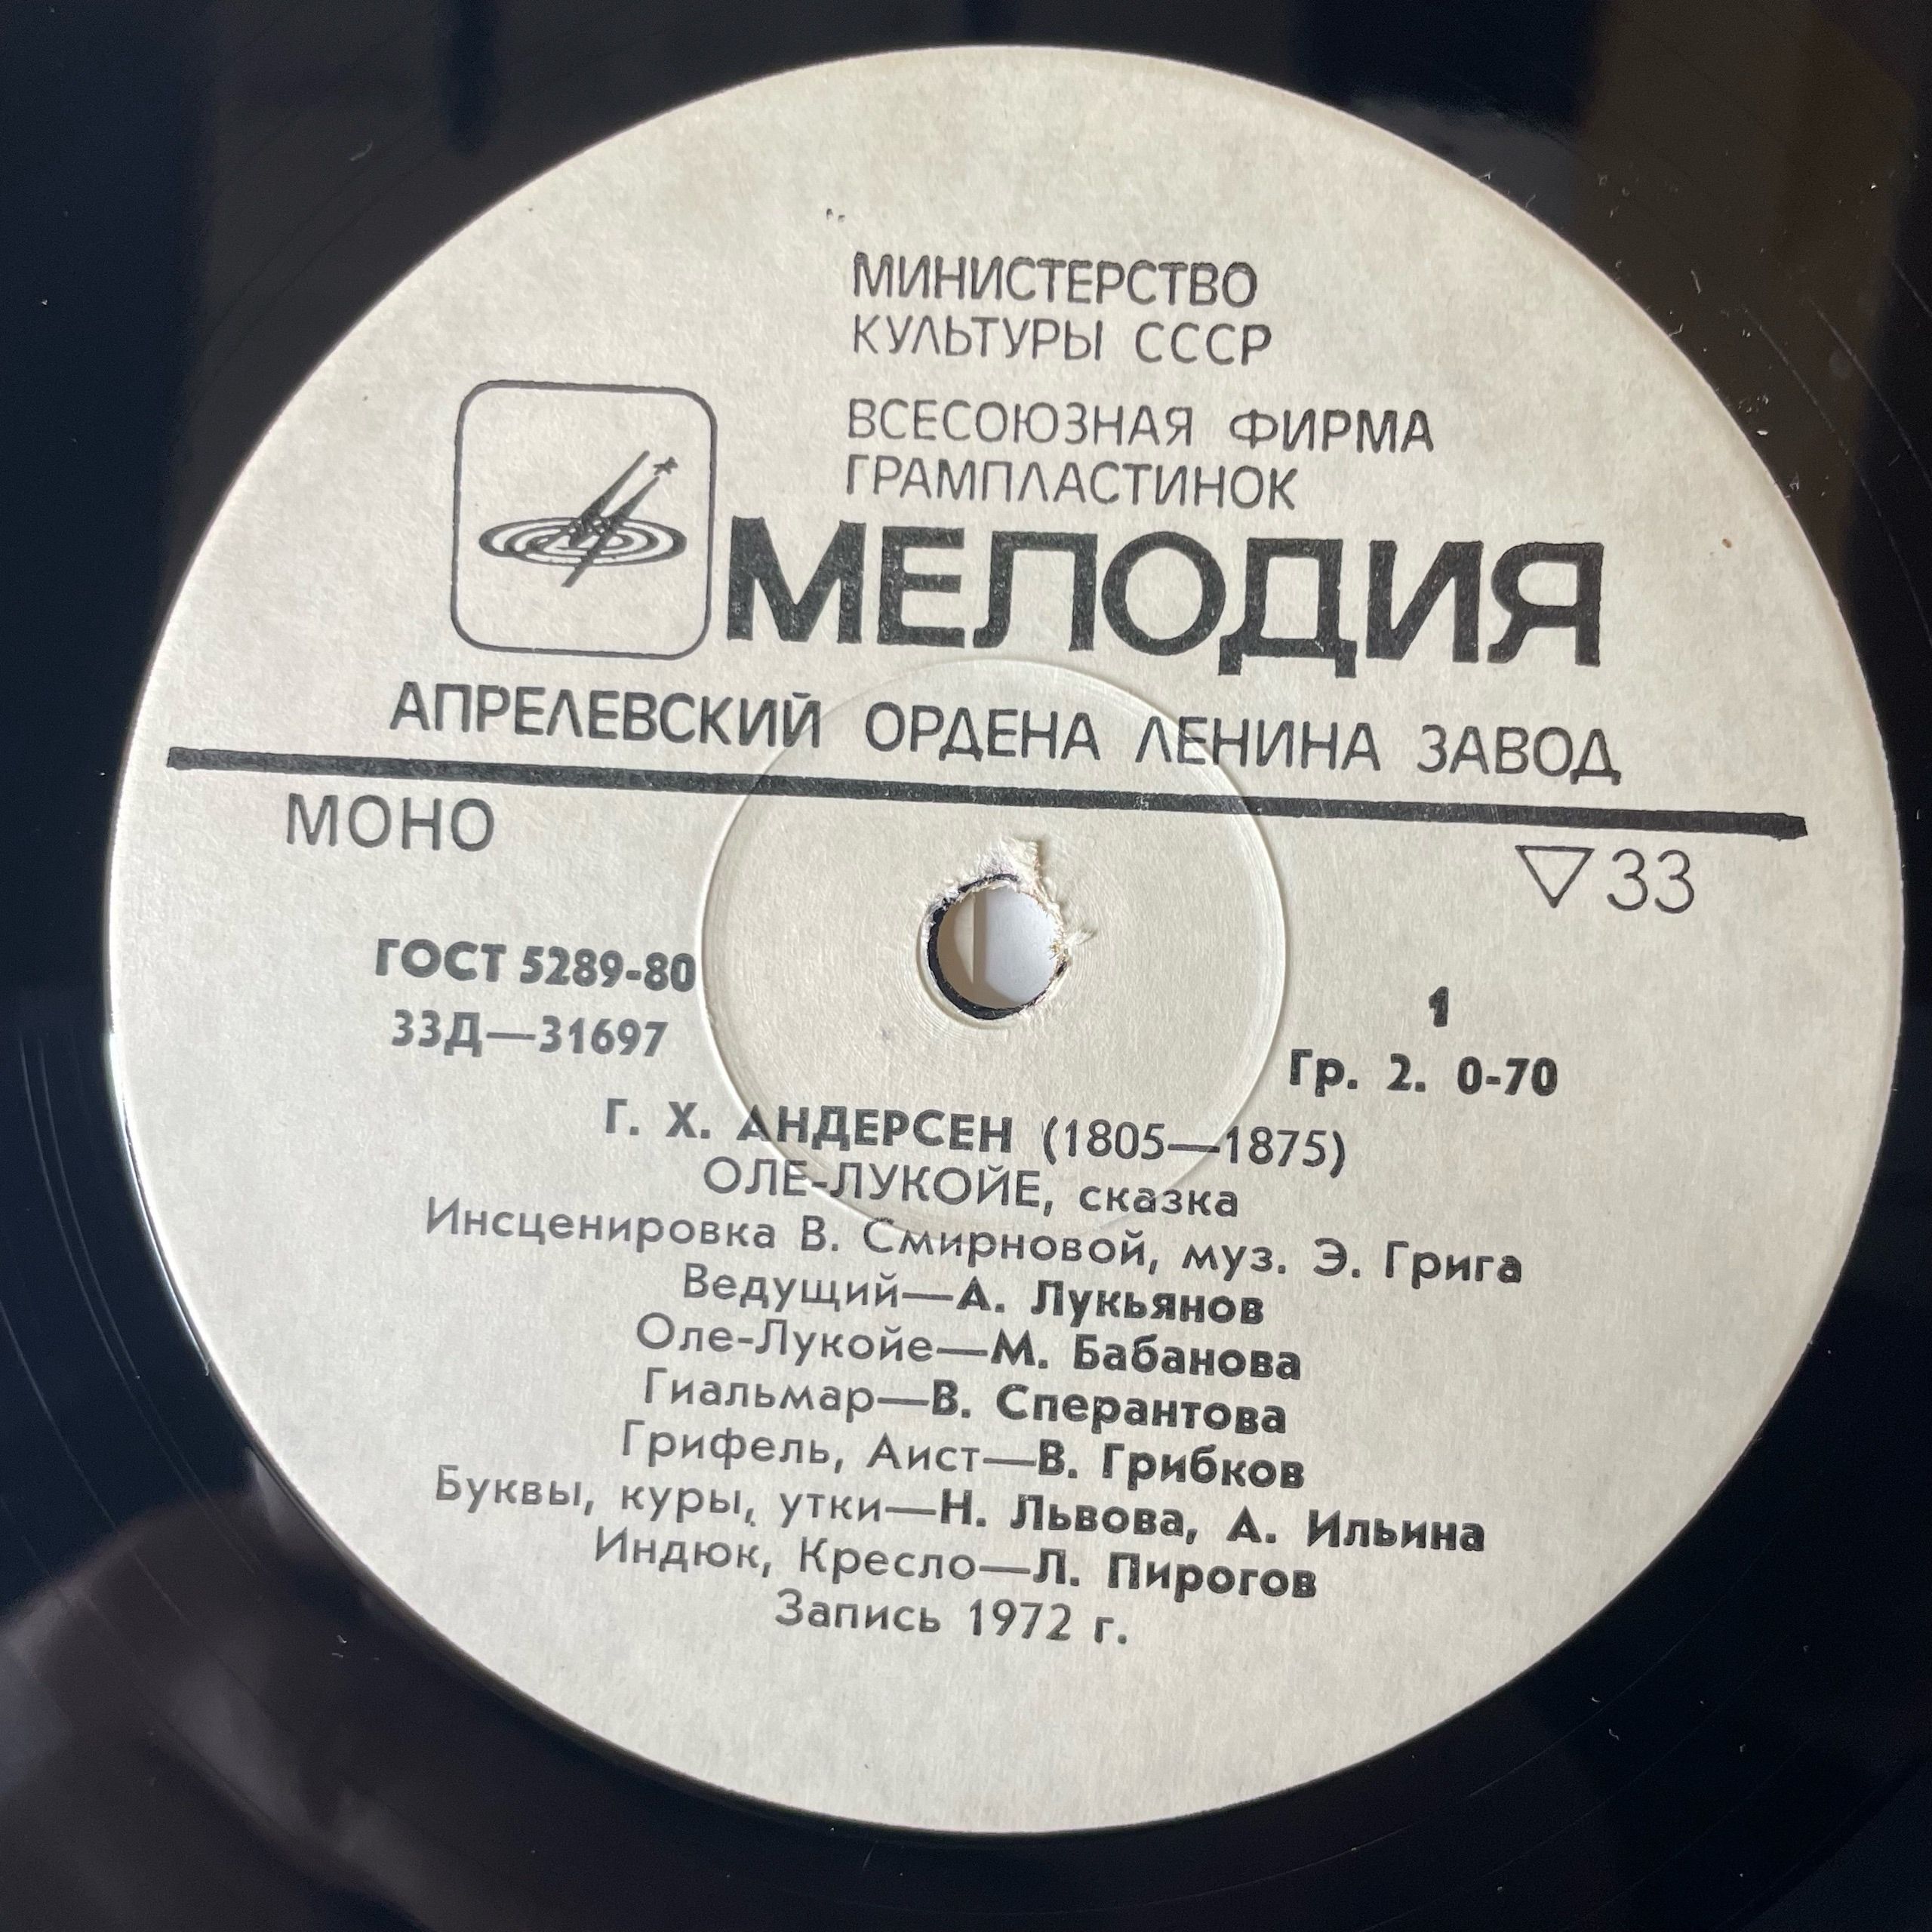 МИНИСТЕРСТВО
КУЛЬТУРЫ СССР
ВСЕСОЮЗНАЯ ФИРМА
ГРАМПЛАСТИНОК
МЕЛОДИЯ
АПРЕЛЕВСКИЙ ОРДЕНА ЛЕНИНА ЗАВОД
МОНО
▽33
ГОСТ 5289-80
33Д—31697
1
Гр. 2. 0-70
Г. Х. АНДЕРСЕН (1805—1875)
ОЛЕ-ЛУКОЙЕ, сказка
Инсценировка В. Смирновой, муз. Э. Грига
Ведущий—А. Лукьянов
Оле-Лукойе—М. Бабанова
Гиальмар—В. Сперантова
Грифель, Аист—В. Грибков
Буквы, куры, утки—Н. Львова, А. Ильина
Индюк, Кресло—Л. Пирогов
Запись 1972 г.